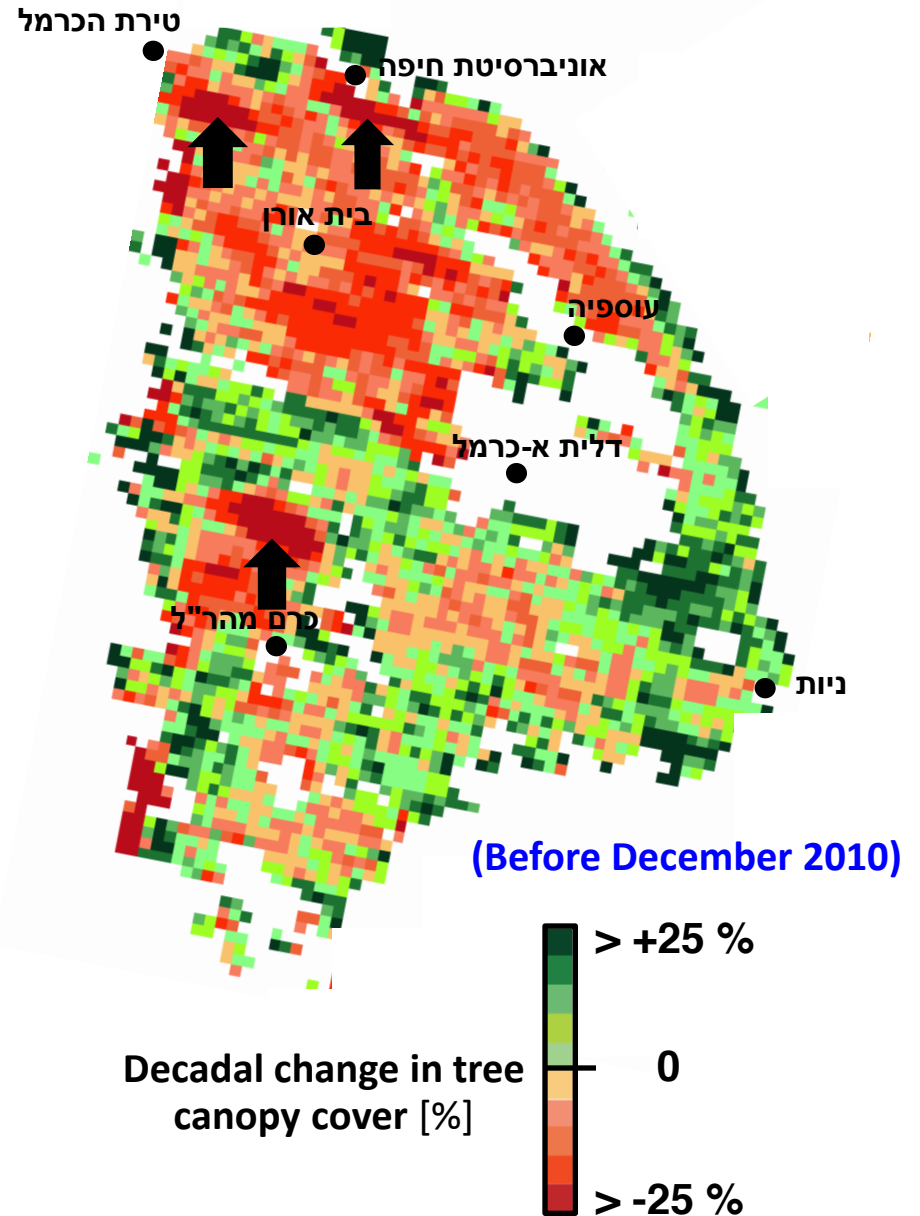 טירת הכרמל
אוניברסיטת חיפה
בית אורן
עוספיה
דלית א-כרמל
כרם מהר"ל
ניות
(Before December 2010)
> +25 %
0
Decadal change in tree
canopy cover [%]
> -25 %